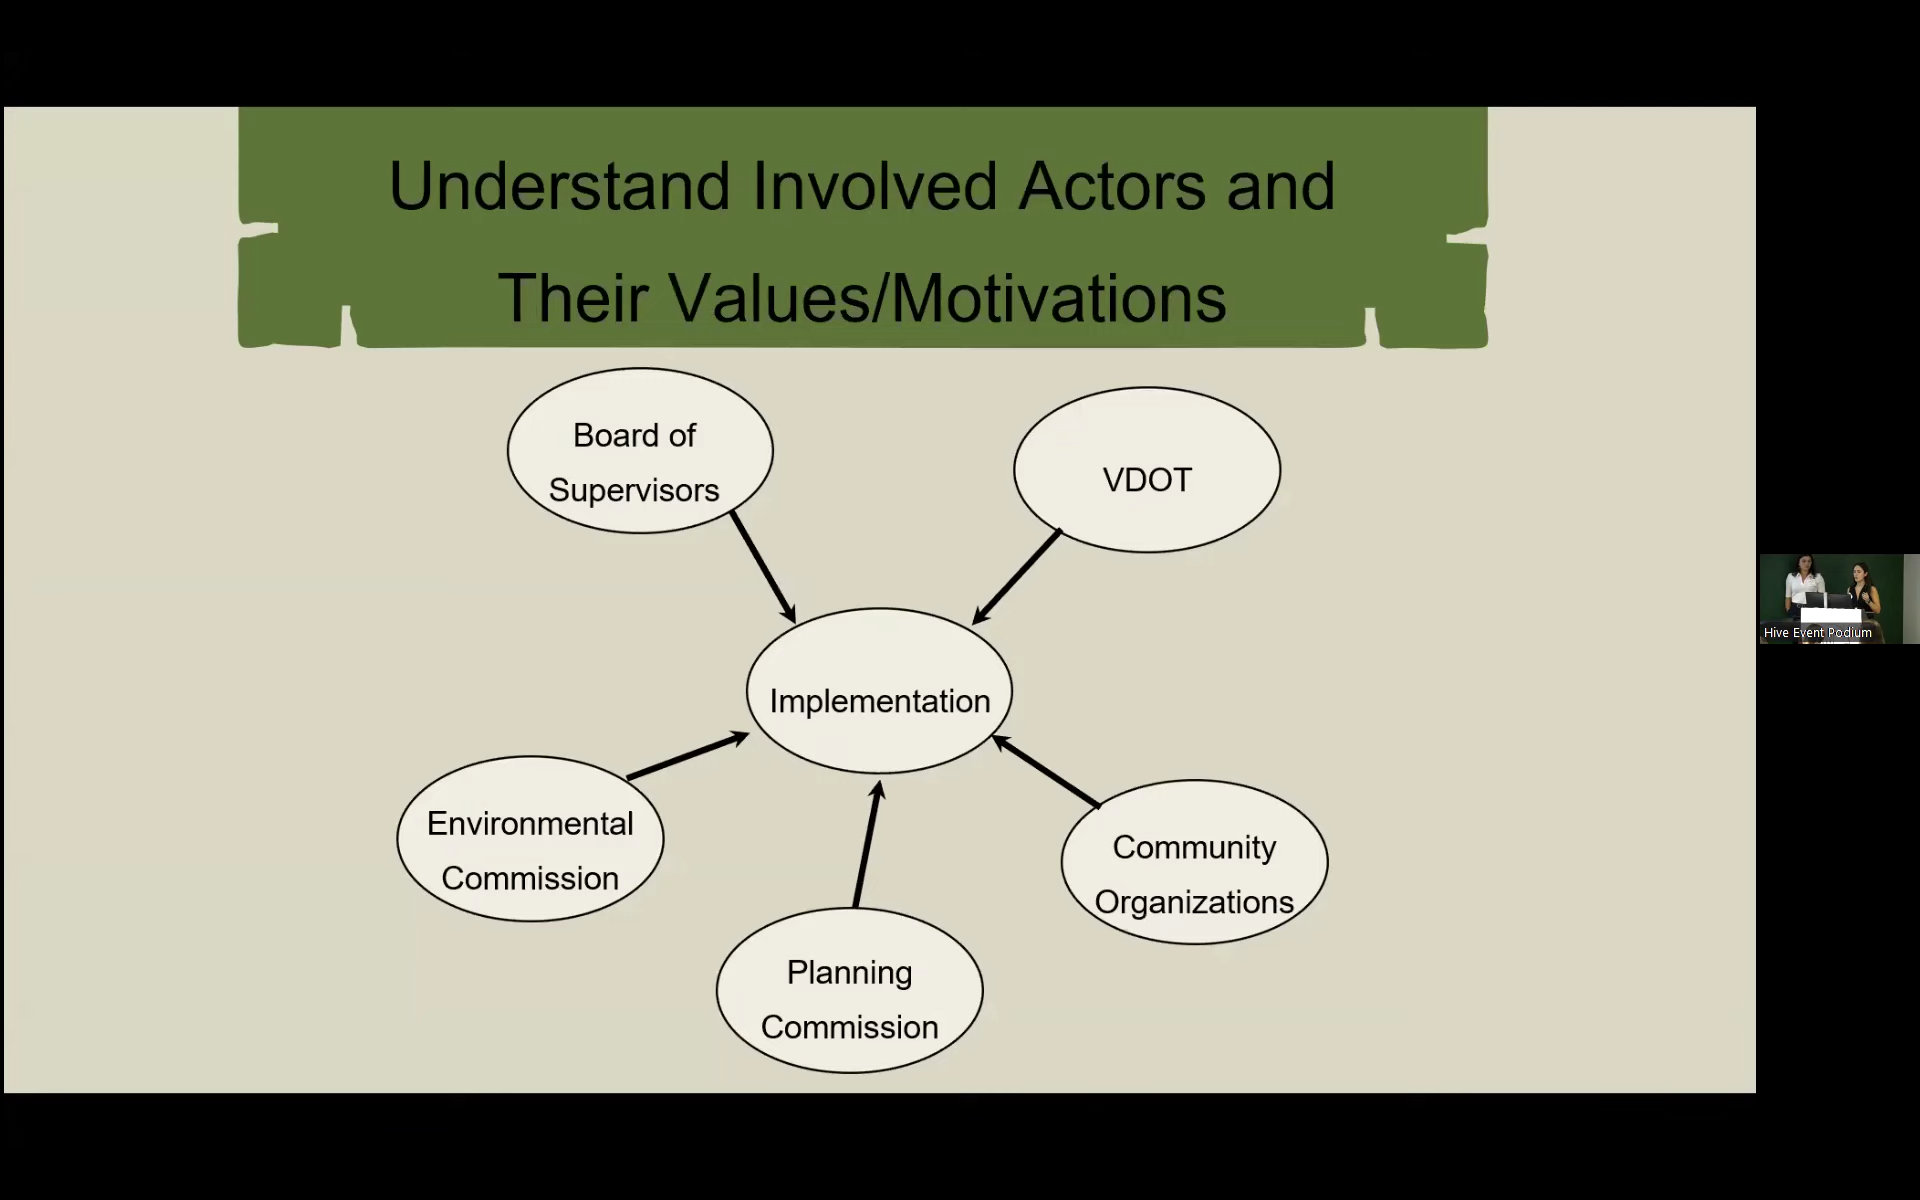 Understand Involved Actors and
Their Values/Motivations
Board of
Supervisors
VDOT
Implementation
Environmental
Commission
Community
Organizations
Planning
Commission
Hive Event Podium